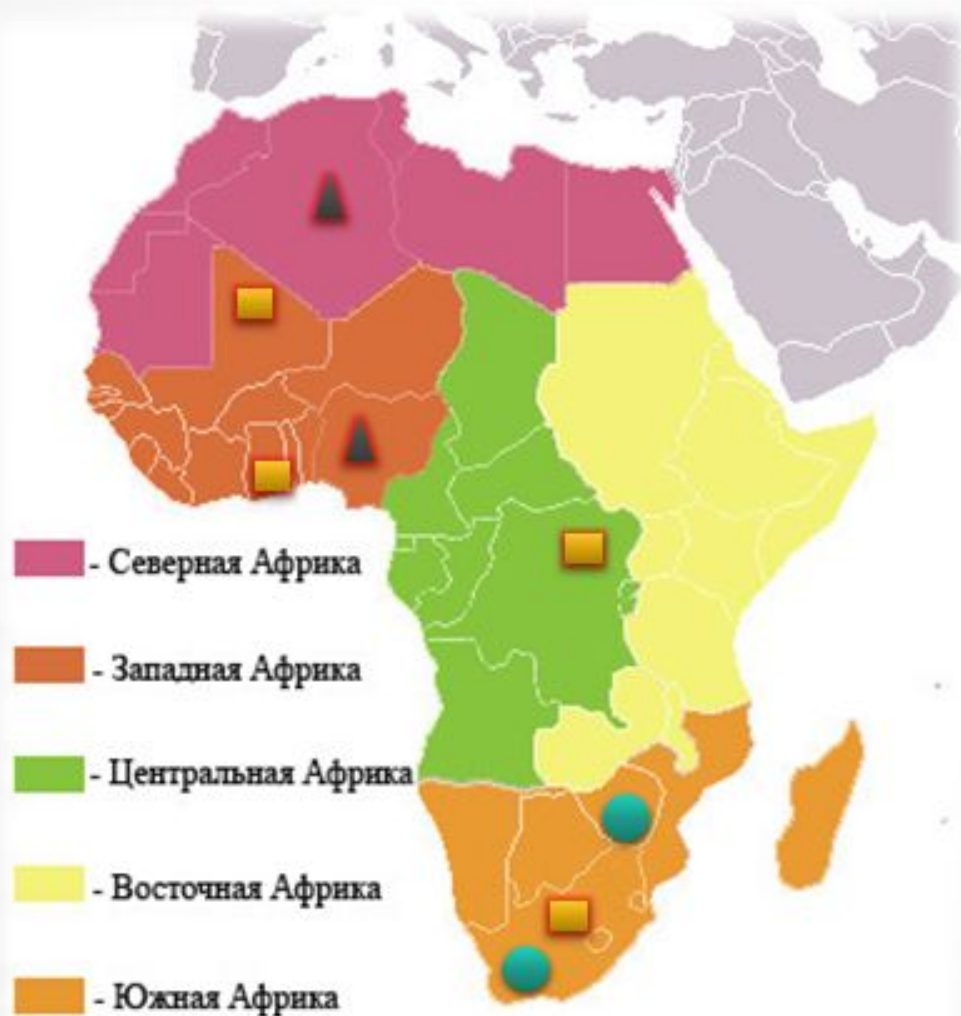 - Северная Африка
- Западная Африка
- Центральная Африка
- Восточная Африка
- Южная Африка